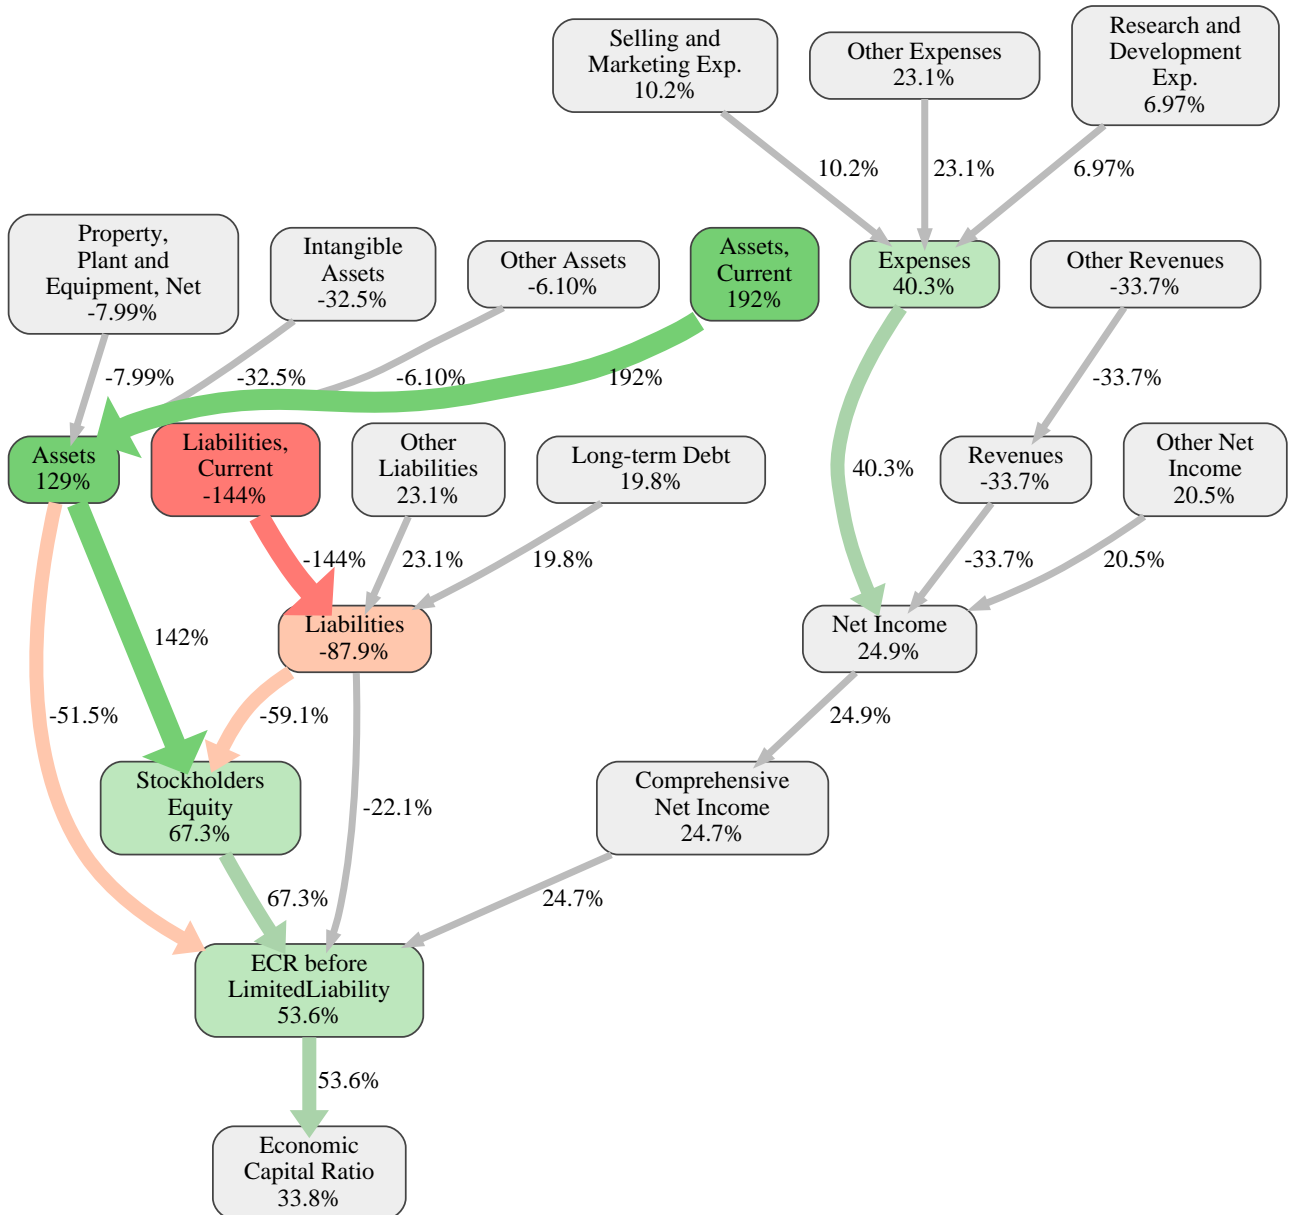 Selling and
Marketing Exp.
10.2%
Other Expenses
23.1%
Research and
Development
Exp.
6.97%
10.2%
23.1%
6.97%
Property,
Plant and
Equipment, Net
-7.99%
Intangible
Assets
-32.5%
Other Assets
-6.10%
Assets,
Current
192%
Expenses
40.3%
Other Revenues
-33.7%
-7.99%
-32.5%
-6.10%
192%
-33.7%
Assets
129%
Liabilities,
Current
-144%
Other
Liabilities
23.1%
Long-term Debt
19.8%
40.3%
Revenues
-33.7%
Other Net
Income
20.5%
-144%
23.1%
19.8%
-33.7%
20.5%
142%
Liabilities
-87.9%
Net Income
24.9%
-51.5%
-59.1%
24.9%
Stockholders
Equity
67.3%
-22.1%
Comprehensive
Net Income
24.7%
67.3%
24.7%
ECR before
LimitedLiability
53.6%
53.6%
Economic
Capital Ratio
33.8%